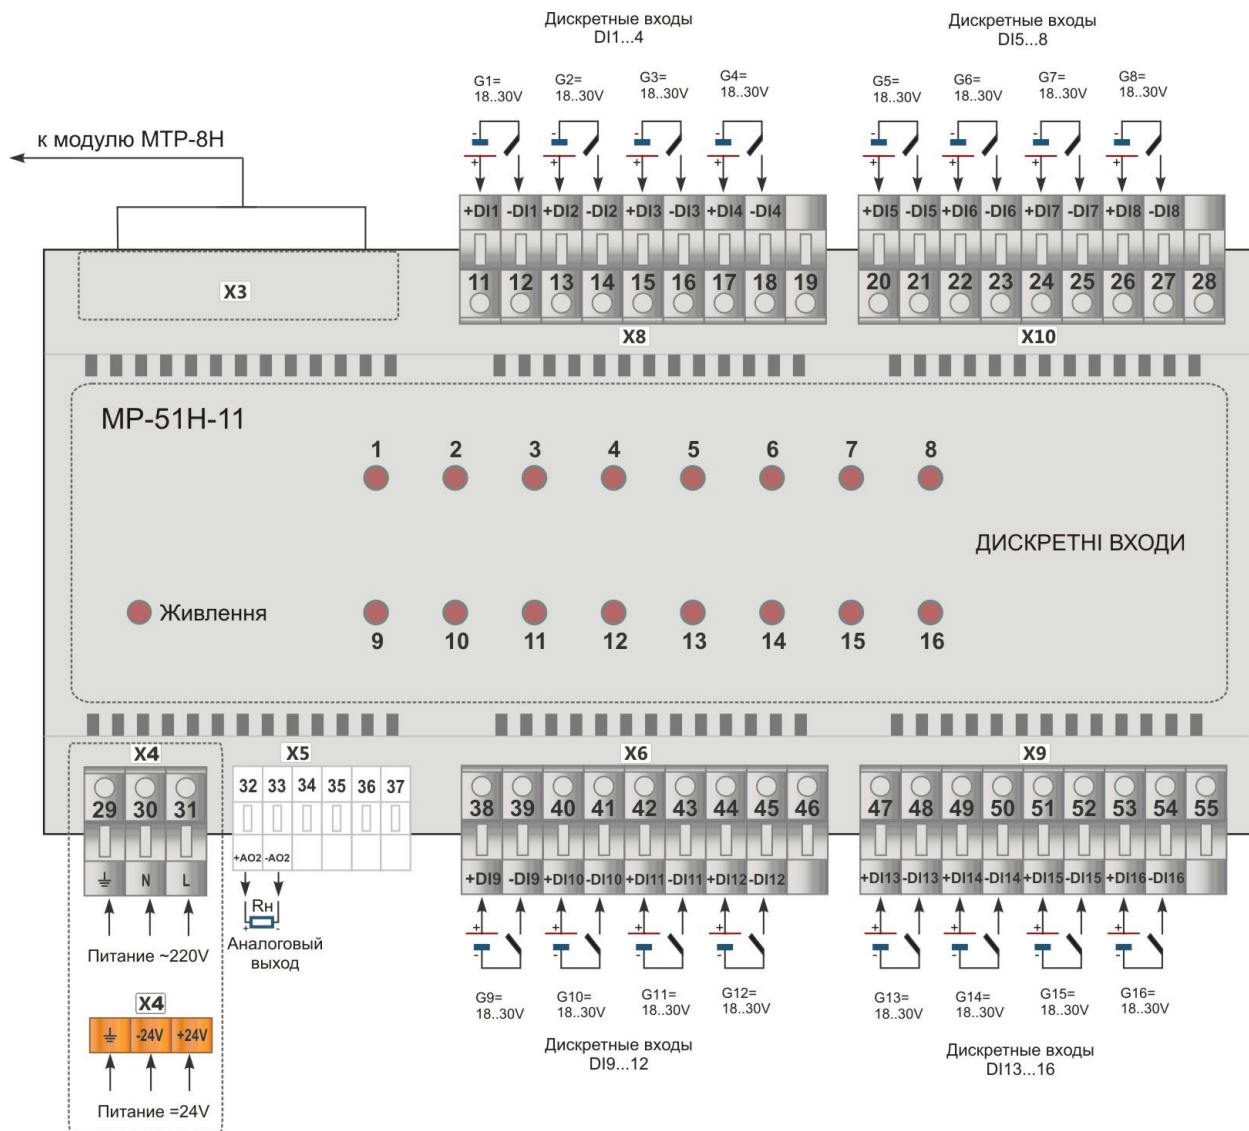 Дискретные входы
DI1...4
Дискретные входы
DI5...8
G1=
18..30V
G2=
18..30V
G3=
18..30V
G4=
18..30V
G5=
18..30V
G6=
18..30V
G7=
18..30V
G8=
18..30V
к модулю МТР-8Н
- - - - - - - -
+ + + + + + + +
+DI1 -DI1 +DI2 -DI2 +DI3 -DI3 +DI4 -DI4
+DI5 -DI5 +DI6 -DI6 +DI7 -DI7 +DI8 -DI8
11 12 13 14 15 16 17 18 19
20 21 22 23 24 25 26 27 28
X3
X8
X10
МР-51Н-11
1 2 3 4 5 6 7 8
ДИСКРЕТНІ ВХОДИ
Живлення
9 10 11 12 13 14 15 16
X4
X5
X6
X9
29 30 31
32 33 34 35 36 37
38 39 40 41 42 43 44 45 46
47 48 49 50 51 52 53 54 55
N L
+AO2 -AO2
+DI9 -DI9 +DI10 -DI10 +DI11 -DI11 +DI12 -DI12
+DI13 -DI13 +DI14 -DI14 +DI15 -DI15 +DI16 -DI16
+ + + + + + + +
- - - - - - - -
Rн
+ -
Питание ~220V
Аналоговый
выход
G9=
18..30V
G10=
18..30V
G11=
18..30V
G12=
18..30V
G13=
18..30V
G14=
18..30V
G15=
18..30V
G16=
18..30V
X4
-24V +24V
Дискретные входы
DI9...12
Дискретные входы
DI13...16
Питание =24V